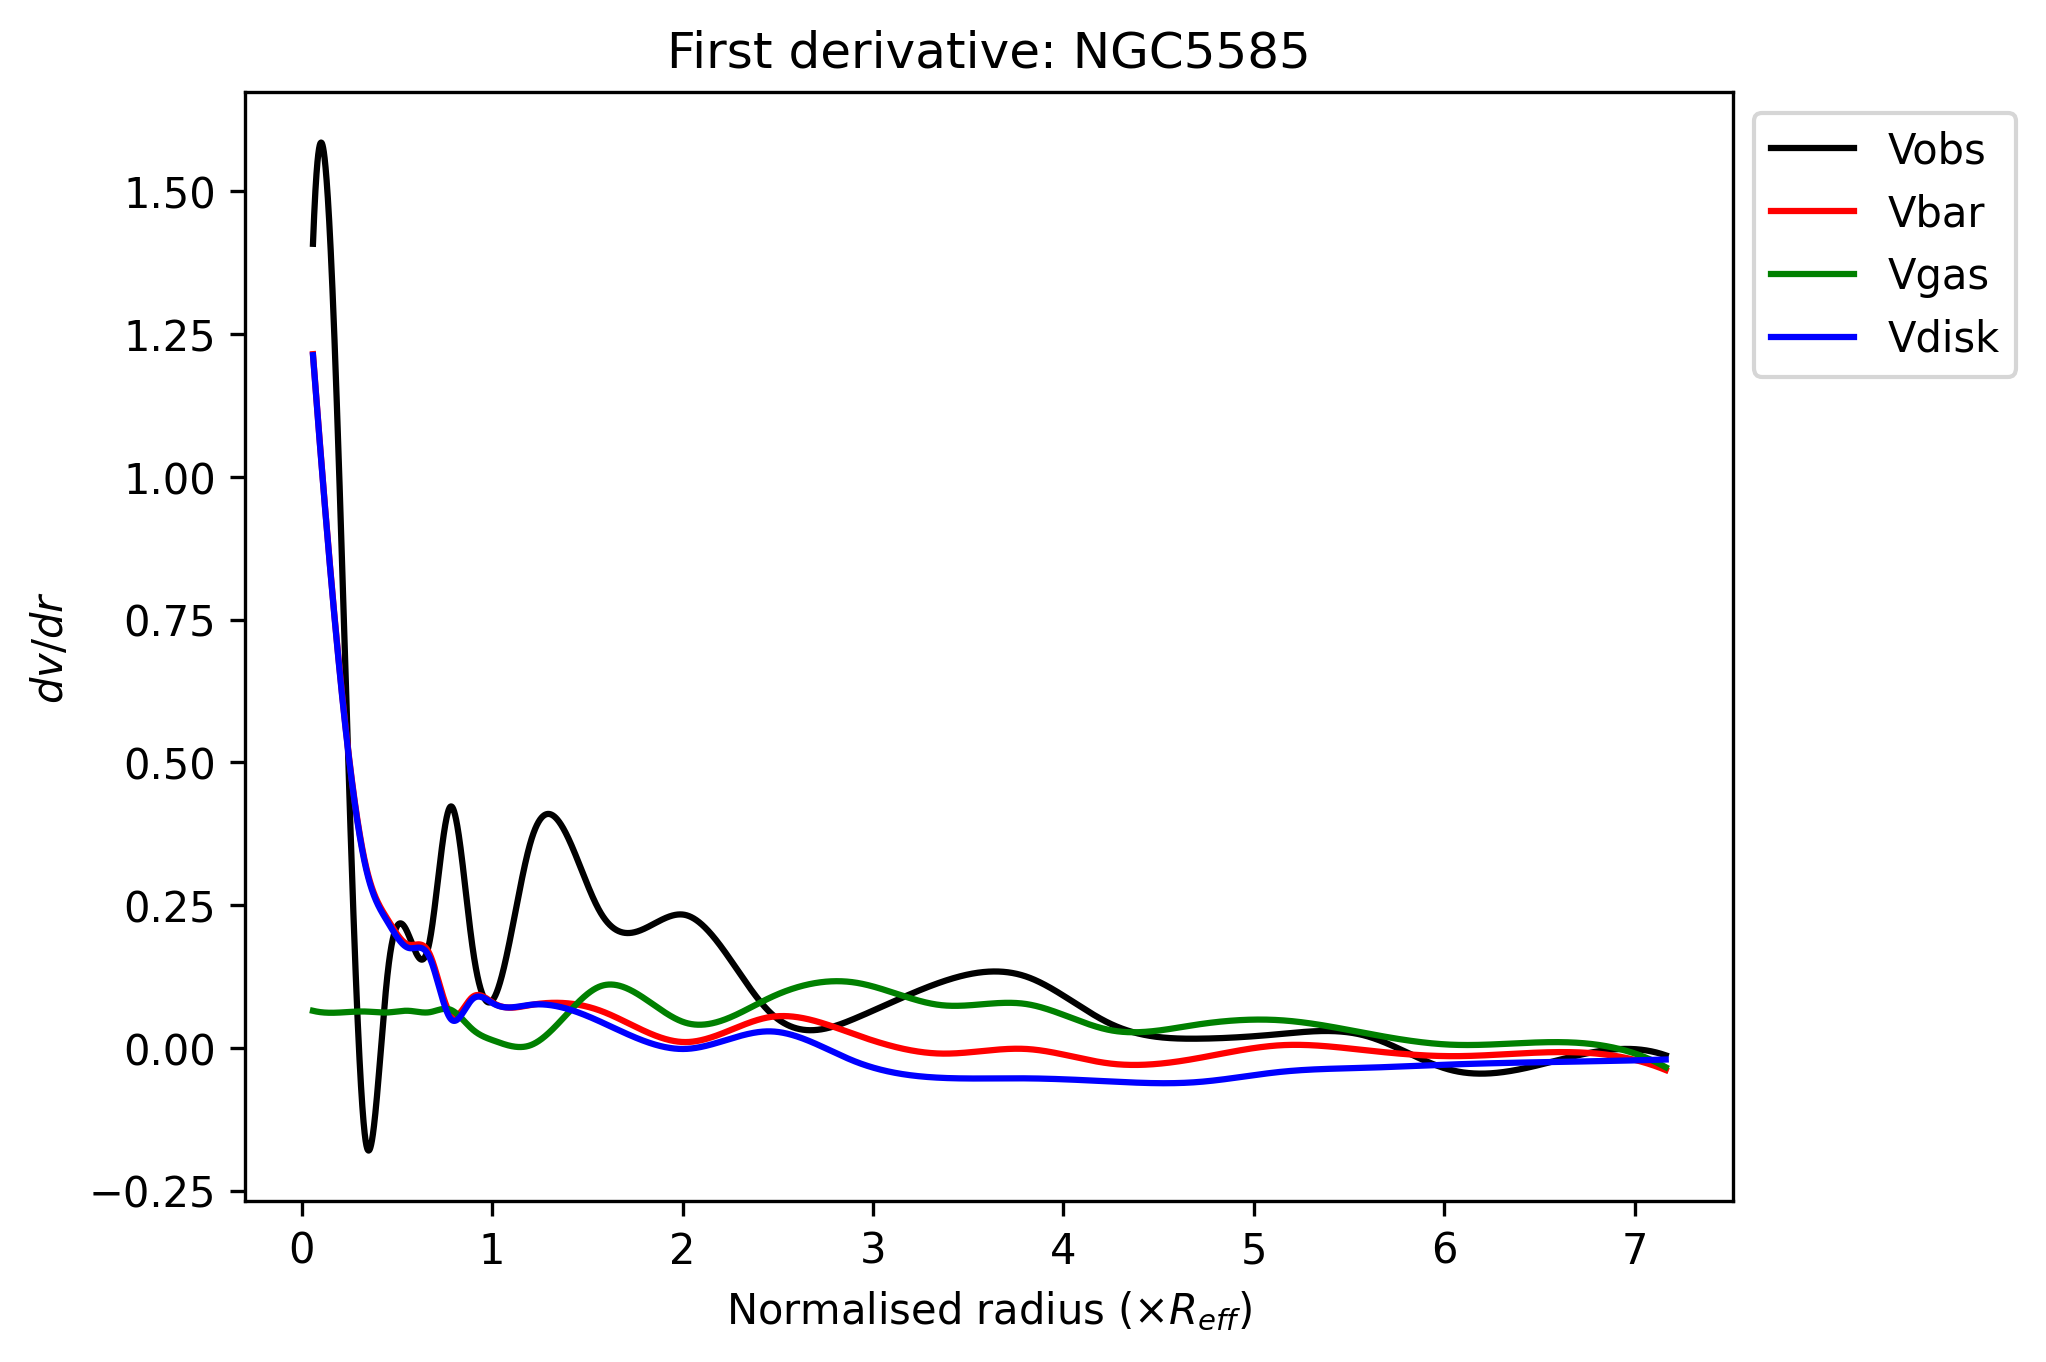 First derivative: NGC5585
1.50
1.25
1.00
0.75
0.50
0.25
0.00
−0.25
dv/dr
0 1 2 3 4 5 6 7
Normalised radius (×R_eff)
Vobs
Vbar
Vgas
Vdisk